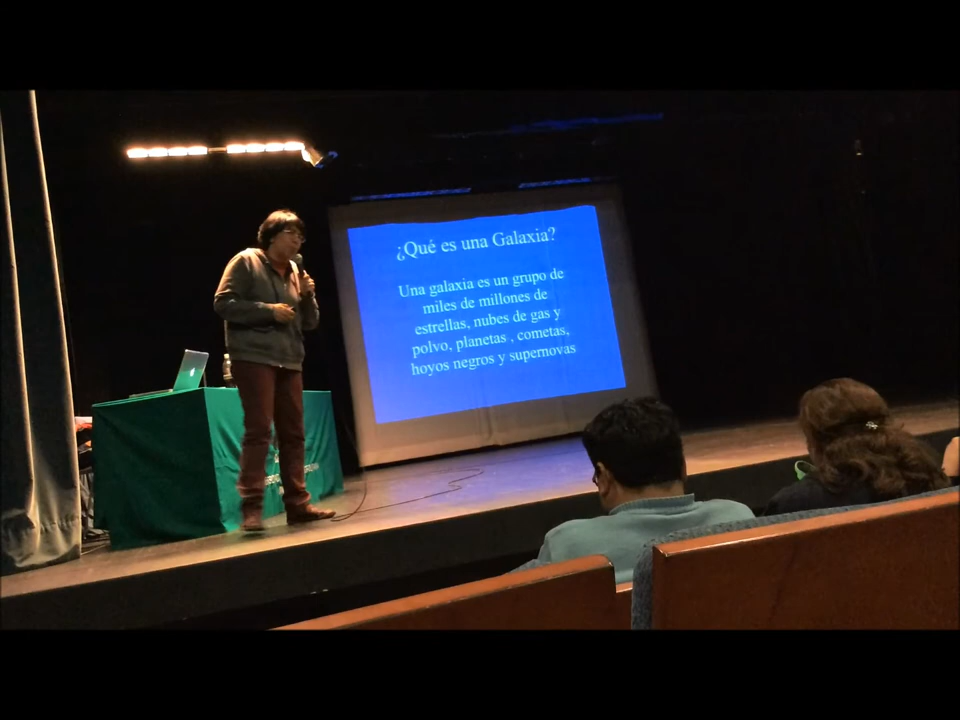 ¿Qué es una Galaxia?
Una galaxia es un grupo de
miles de millones de
estrellas, nubes de gas y
polvo, planetas , cometas,
hoyos negros y supernovas